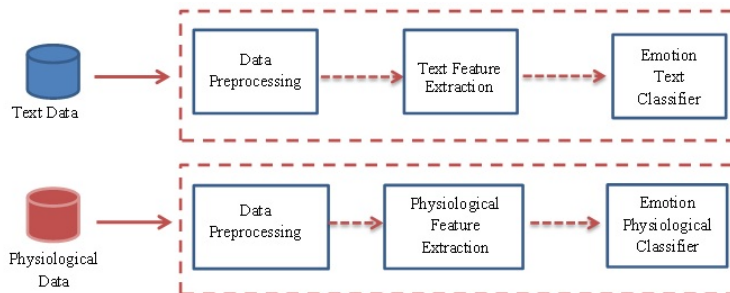 Data
Preprocessing
Text Feature
Extraction
Emotion
Text
Classifier
Text Data
Data
Preprocessing
Physiological
Feature
Extraction
Emotion
Physiological
Classifier
Physiological
Data